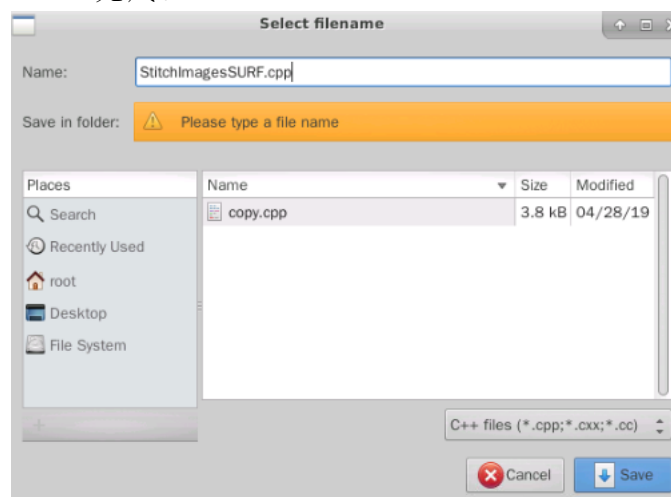 Select filename
Name: StitchImagesSURF.cpp
Save in folder: Please type a file name
Places Name Size Modified
Search copy.cpp 3.8 kB 04/28/19
Recently Used
root
Desktop
File System
C++ files (*.cpp;*.cxx;*.cc)
Cancel Save